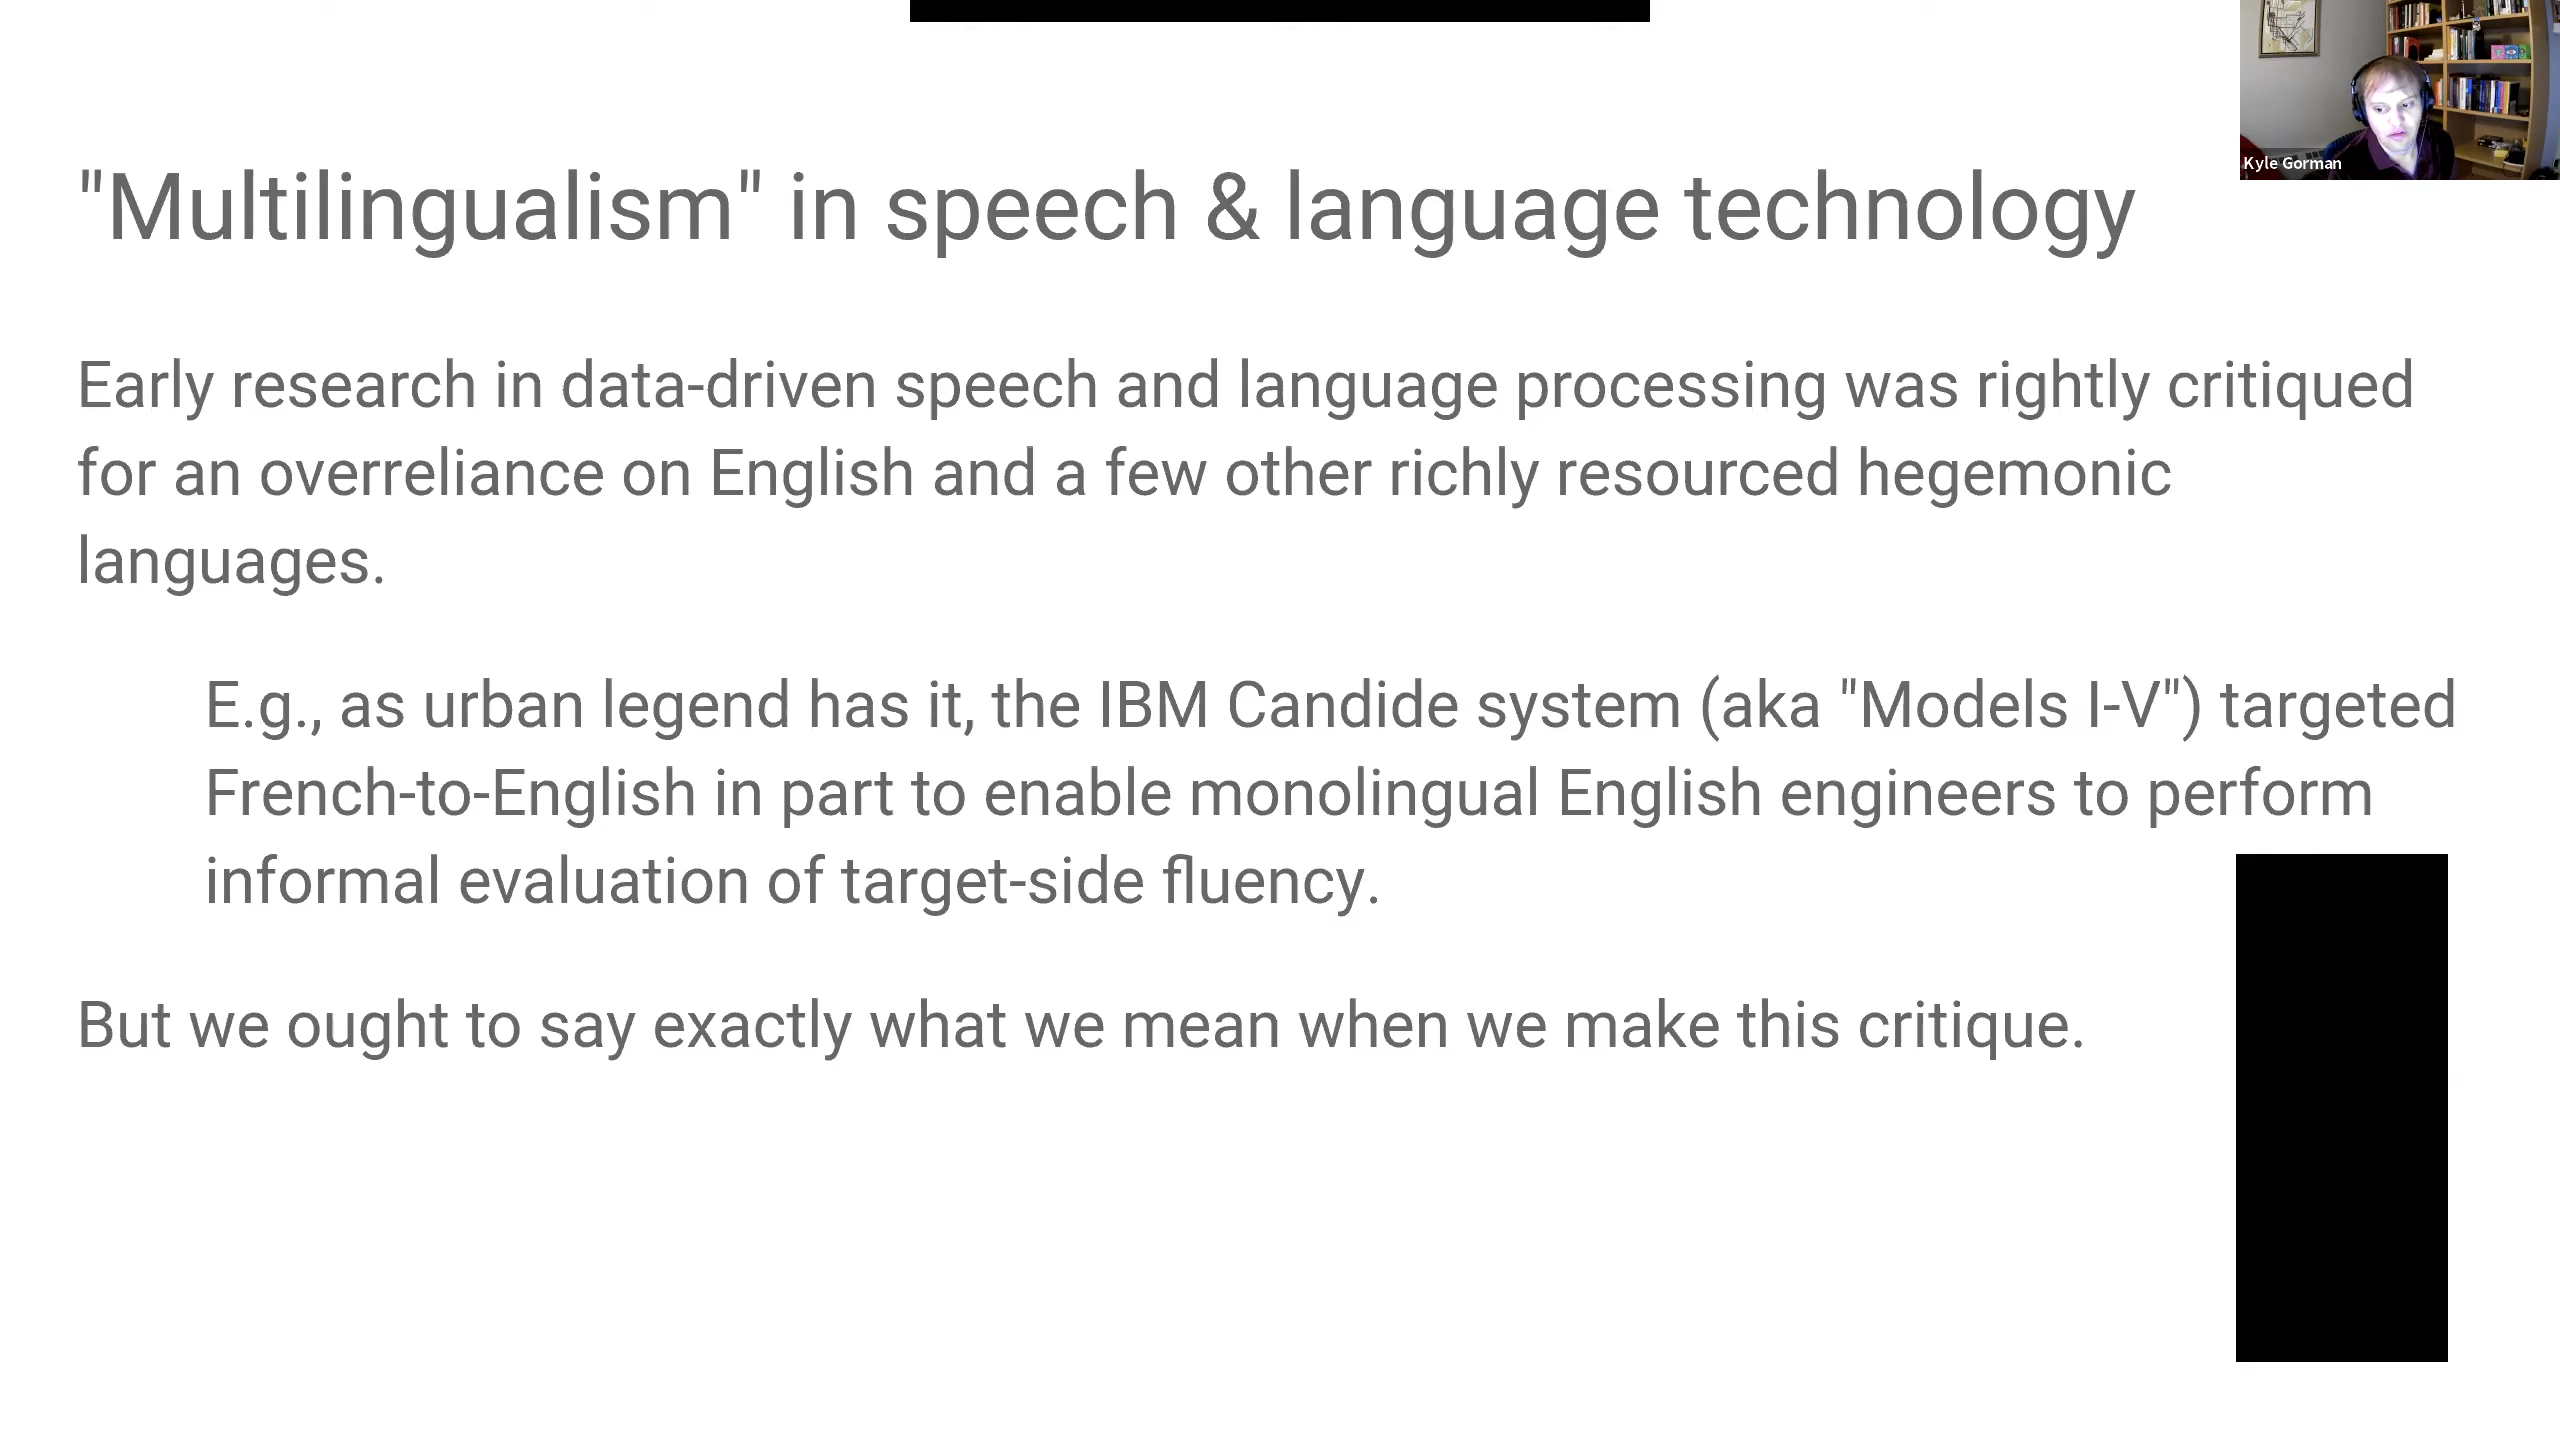 Kyle Gorman
"Multilingualism" in speech & language technology
Early research in data-driven speech and language processing was rightly critiqued
for an overreliance on English and a few other richly resourced hegemonic
languages.
E.g., as urban legend has it, the IBM Candide system (aka "Models I-V") targeted
French-to-English in part to enable monolingual English engineers to perform
informal evaluation of target-side fluency.
But we ought to say exactly what we mean when we make this critique.